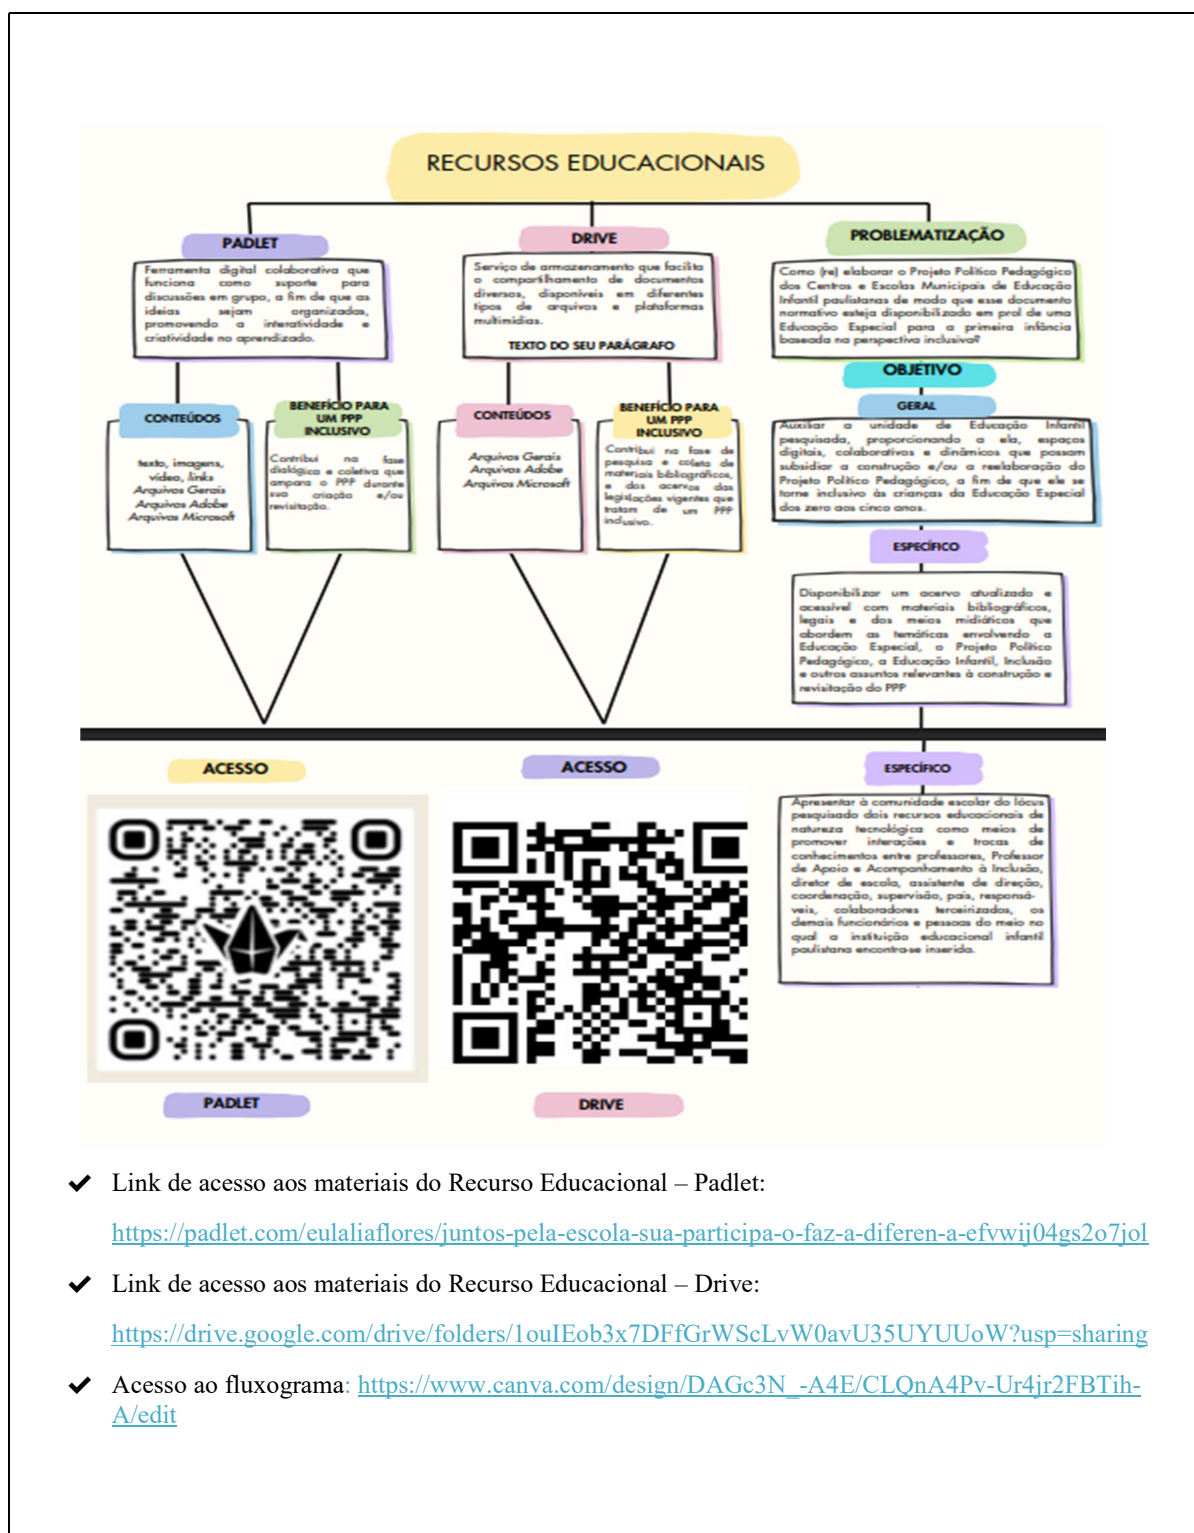 RECURSOS EDUCACIONAIS
PADLET
Ferramenta digital colaborativa que
funciona como suporte para
discussões em grupo, a fim de que as
ideias sejam organizadas,
promovendo a interatividade e
criatividade no aprendizado.
CONTEÚDOS
texto, imagens,
vídeo, links
Arquivos Gerais
Arquivos Adobe
Arquivos Microsoft
BENEFÍCIO PARA
UM PPP
INCLUSIVO
Contribui na fase
dialógica e coletiva que
ampara o PPP durante
sua criação e/ou
revisitação.
DRIVE
Serviço de armazenamento que facilita
o compartilhamento de documentos
diversos, disponíveis em diferentes
tipos de arquivos e plataformas
multimídias.
TEXTO DO SEU PARÁGRAFO
CONTEÚDOS
Arquivos Gerais
Arquivos Adobe
Arquivos Microsoft
BENEFÍCIO PARA
UM PPP
INCLUSIVO
Contribui na fase de
pesquisa e coleta de
materiais bibliográficos,
e dos acervos das
legislações vigentes que
tratam de um PPP
inclusivo.
PROBLEMATIZAÇÃO
Como (re) elaborar o Projeto Político Pedagógico
dos Centros e Escolas Municipais de Educação
Infantil paulistanas de modo que esse documento
normativo esteja disponibilizado em prol de uma
Educação Especial para a primeira infância
baseada na perspectiva inclusiva?
OBJETIVO
GERAL
Auxiliar a unidade de Educação Infantil
pesquisada, proporcionando a ela, espaços
digitais, colaborativos e dinâmicos que possam
subsidiar a construção e/ou a reelaboração do
Projeto Político Pedagógico, a fim de que ele se
torne inclusivo às crianças da Educação Especial
dos zero aos cinco anos.
ESPECÍFICO
Disponibilizar um acervo atualizado e
acessível com materiais bibliográficos,
legais e dos meios midiáticos que
abordem as temáticas envolvendo a
Educação Especial, o Projeto Político
Pedagógico, a Educação Infantil, Inclusão
e outros assuntos relevantes à construção e
revisitação do PPP
ESPECÍFICO
Apresentar à comunidade escolar do lócus
pesquisado dois recursos educacionais de
natureza tecnológica como meios de
promover interações e trocas de
conhecimentos entre professores, Professor
de Apoio e Acompanhamento à Inclusão,
diretor de escola, assistente de direção,
coordenação, supervisão, pais, responsá-
veis, colaboradores terceirizados, os
demais funcionários e pessoas do meio no
qual a instituição educacional infantil
paulistana encontra-se inserida.
ACESSO
PADLET
ACESSO
DRIVE
Link de acesso aos materiais do Recurso Educacional – Padlet:
https://padlet.com/eulaliaflores/juntos-pela-escola-sua-participa-o-faz-a-diferen-a-efvwij04gs2o7jol
Link de acesso aos materiais do Recurso Educacional – Drive:
https://drive.google.com/drive/folders/1ouIEob3x7DFfGrWScLvW0avU35UYUUoW?usp=sharing
Acesso ao fluxograma: https://www.canva.com/design/DAGc3N_-A4E/CLQnA4Pv-Ur4jr2FBTih-
A/edit